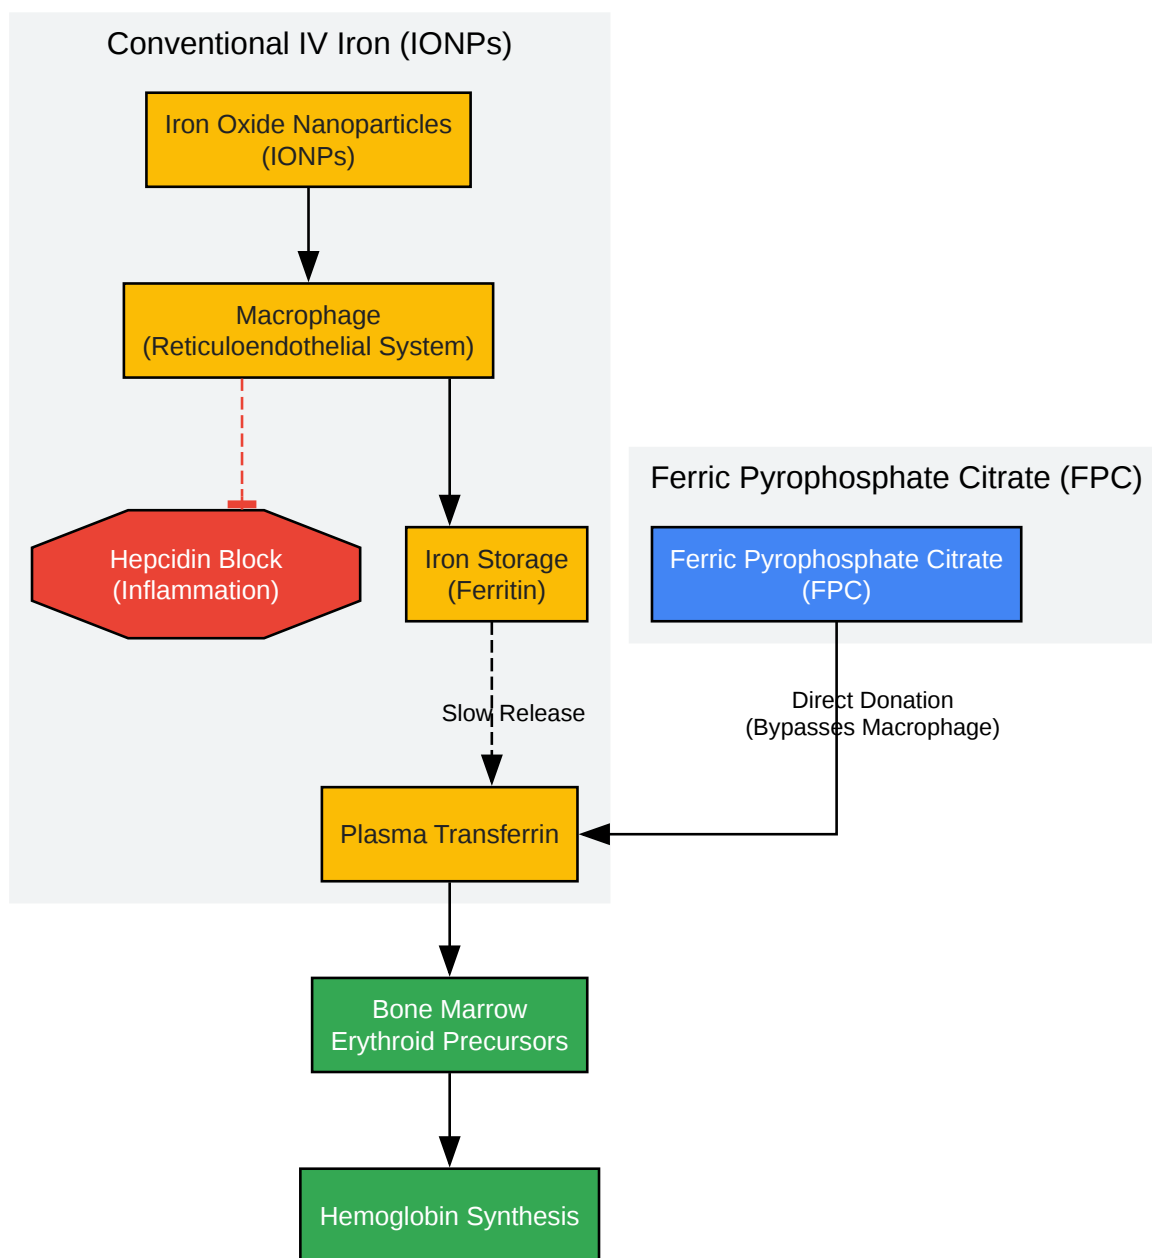 Conventional IV Iron (IONPs)
Iron Oxide Nanoparticles
(IONPs)
Macrophage
(Reticuloendothelial System)
Hepcidin Block
(Inflammation)
Iron Storage
(Ferritin)
Ferric Pyrophosphate Citrate (FPC)
Ferric Pyrophosphate Citrate
(FPC)
Slow Release
Direct Donation
(Bypasses Macrophage)
Plasma Transferrin
Bone Marrow
Erythroid Precursors
Hemoglobin Synthesis